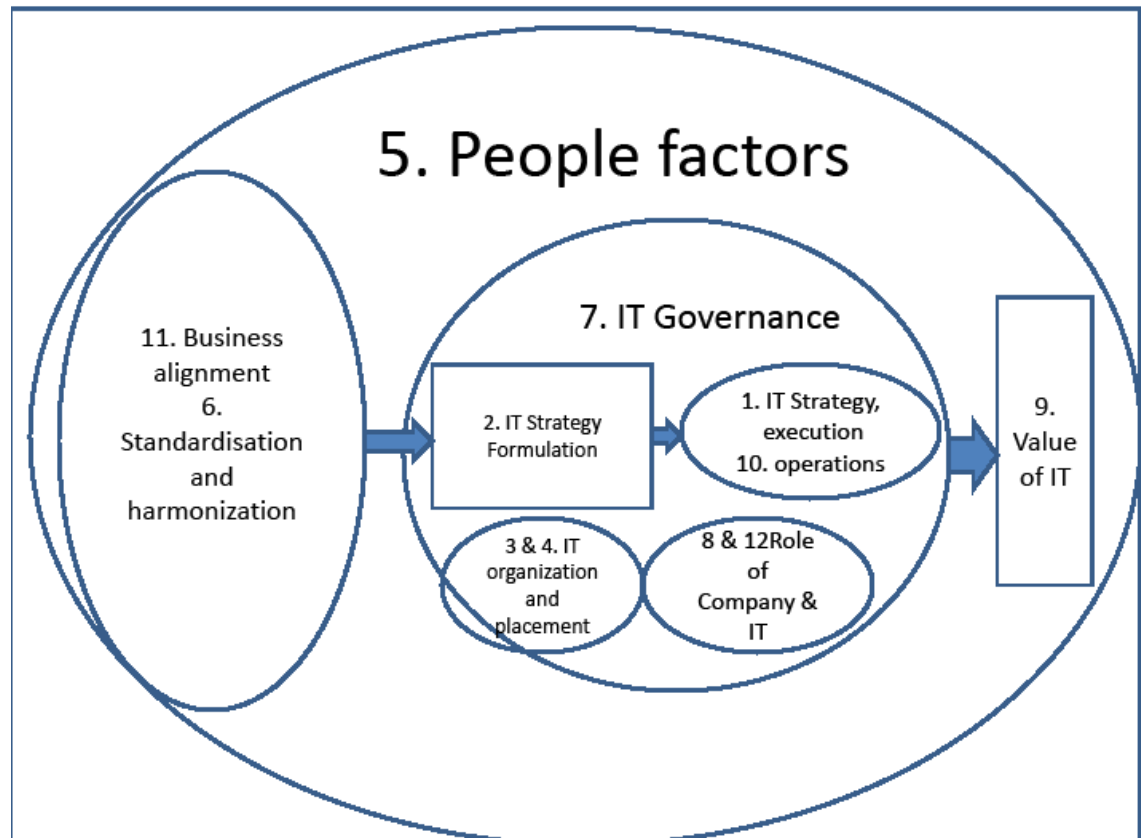 5. People factors
11. Business
alignment
6.
Standardisation
and
harmonization
7. IT Governance
2. IT Strategy
Formulation
1. IT Strategy,
execution
10. operations
3 & 4. IT
organization
and
placement
8 & 12Role
of
Company &
IT
9.
Value
of IT